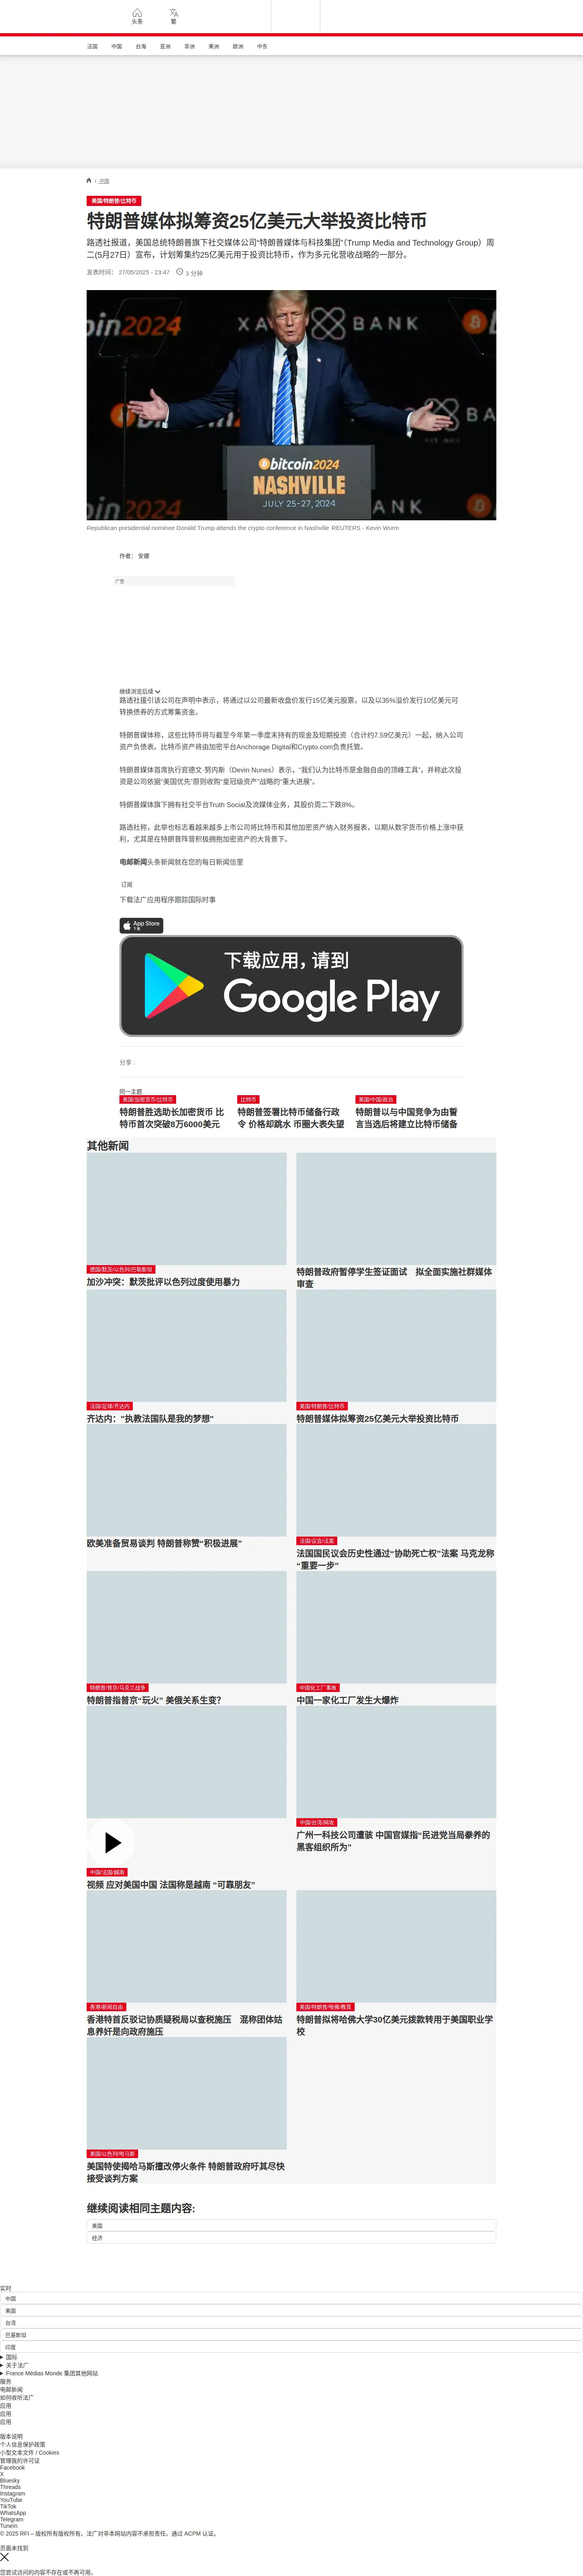 头条
繁
法国
中国
台海
亚洲
非洲
美洲
欧洲
中东
/ 中国
美国/特朗普/比特币
特朗普媒体拟筹资25亿美元大举投资比特币
路透社报道，美国总统特朗普旗下社交媒体公司“特朗普媒体与科技集团”（Trump Media and Technology Group）周
二(5月27日）宣布，计划筹集约25亿美元用于投资比特币，作为多元化营收战略的一部分。
发表时间： 27/05/2025 - 23:47
3 分钟
bitcoin2024
XAPO BANK
bitcoin2024
NASHVILLE
JULY 25-27, 2024
Republican presidential nominee Donald Trump attends the crypto conference in Nashville REUTERS - Kevin Wurm
作者： 安娜
广告
继续浏览后续
路透社援引该公司在声明中表示，将通过以公司最新收盘价发行15亿美元股票，以及以35%溢价发行10亿美元可
转换债券的方式筹集资金。
特朗普媒体称，这些比特币将与截至今年第一季度末持有的现金及短期投资（合计约7.59亿美元）一起，纳入公司
资产负债表。比特币资产将由加密平台Anchorage Digital和Crypto.com负责托管。
特朗普媒体首席执行官德文·努内斯（Devin Nunes）表示，“我们认为比特币是金融自由的顶峰工具”，并称此次投
资是公司依据“美国优先”原则收购“皇冠级资产”战略的“重大进展”。
特朗普媒体旗下拥有社交平台Truth Social及流媒体业务，其股价周二下跌8%。
路透社称，此举也标志着越来越多上市公司将比特币和其他加密资产纳入财务报表，以期从数字货币价格上涨中获
利，尤其是在特朗普阵营积极拥抱加密资产的大背景下。
电邮新闻头条新闻就在您的每日新闻信里
订阅
下载法广应用程序跟踪国际时事
App Store
下载
下载应用，请到
Google Play
分享 :
同一主题
美国/加密货币/比特币
特朗普胜选助长加密货币 比
特币首次突破8万6000美元
比特币
特朗普签署比特币储备行政
令 价格却跳水 币圈大表失望
美国/中国/政治
特朗普以与中国竞争为由誓
言当选后将建立比特币储备
其他新闻
德国/默茨/以色列/巴勒斯坦
加沙冲突：默茨批评以色列过度使用暴力
特朗普政府暂停学生签证面试　拟全面实施社群媒体
审查
法国/足球/齐达内
齐达内："执教法国队是我的梦想"
美国/特朗普/比特币
特朗普媒体拟筹资25亿美元大举投资比特币
欧美准备贸易谈判 特朗普称赞“积极进展”
法国/议会/法案
法国国民议会历史性通过“协助死亡权”法案 马克龙称
“重要一步”
特朗普/普京/乌克兰战争
特朗普指普京“玩火” 美俄关系生变?
中国化工厂事故
中国一家化工厂发生大爆炸
中国/法国/越南
视频 应对美国中国 法国称是越南 “可靠朋友”
中国/台湾/网攻
广州一科技公司遭骇 中国官媒指“民进党当局豢养的
黑客组织所为”
香港/新闻自由
香港特首反驳记协质疑税局以查税施压　混称团体姑
息养奸是向政府施压
美国/特朗普/哈佛/教育
特朗普拟将哈佛大学30亿美元拨款转用于美国职业学
校
美国/以色列/哈马斯
美国特使揭哈马斯擅改停火条件 特朗普政府吁其尽快
接受谈判方案
继续阅读相同主题内容:
美国
经济
实时
中国
美国
台湾
巴基斯坦
印度
国际
关于法广
France Médias Monde 集团其他网站
服务
电邮新闻
如何收听法广
应用
应用
应用
版本说明
个人信息保护政策
小型文本文件 / Cookies
管理我的许可证
Facebook
X
Bluesky
Threads
Instagram
YouTube
TikTok
WhatsApp
Telegram
TuneIn
© 2025 RFI – 版权所有版权所有。法广对非本网站内容不承担责任。通过 ACPM 认证。
页面未找到
您尝试访问的内容不存在或不再可用。